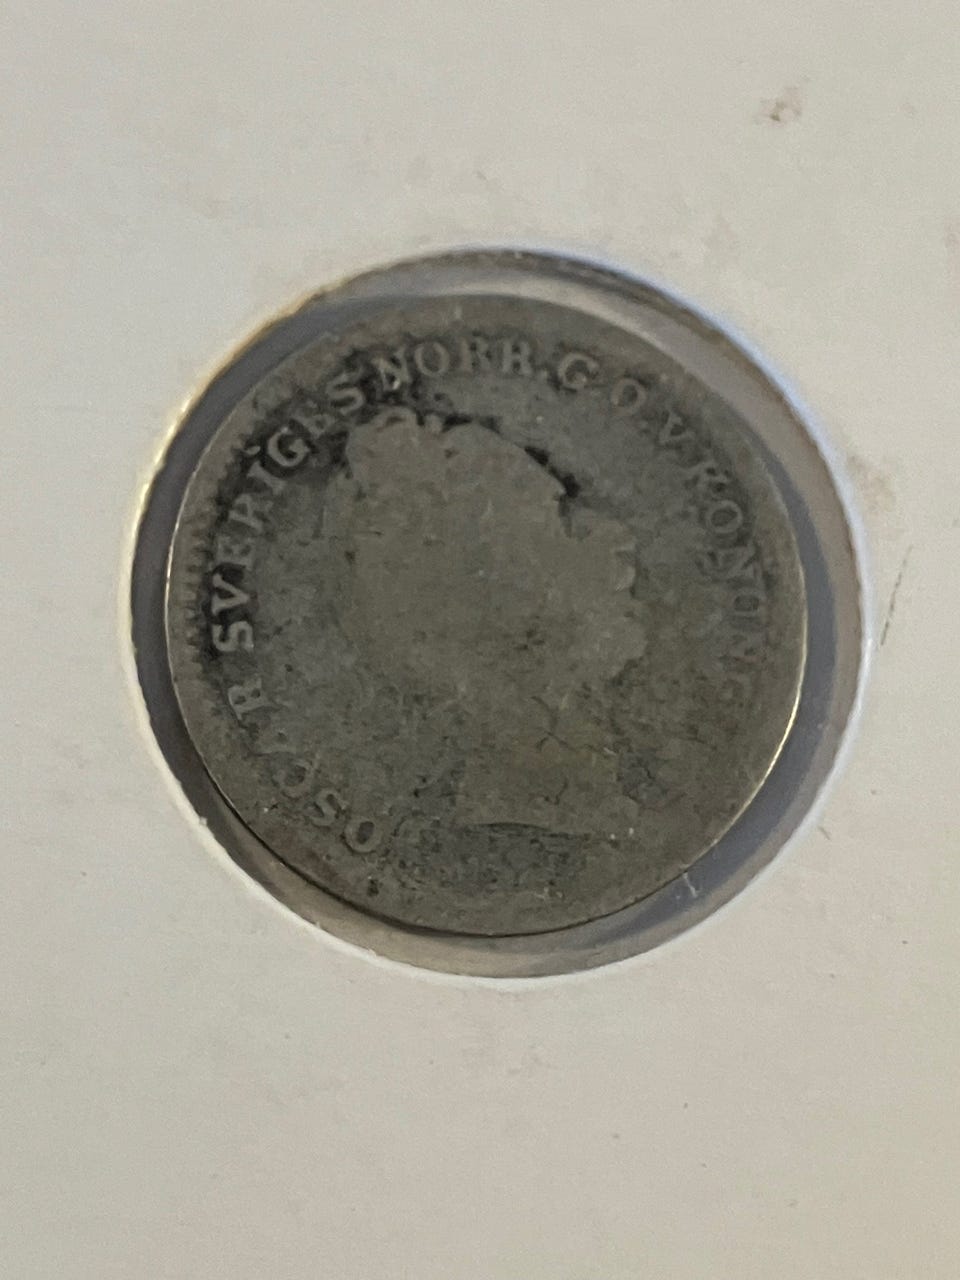 OSCAR SVERIGES NORR. G. O. V. KONUNG.